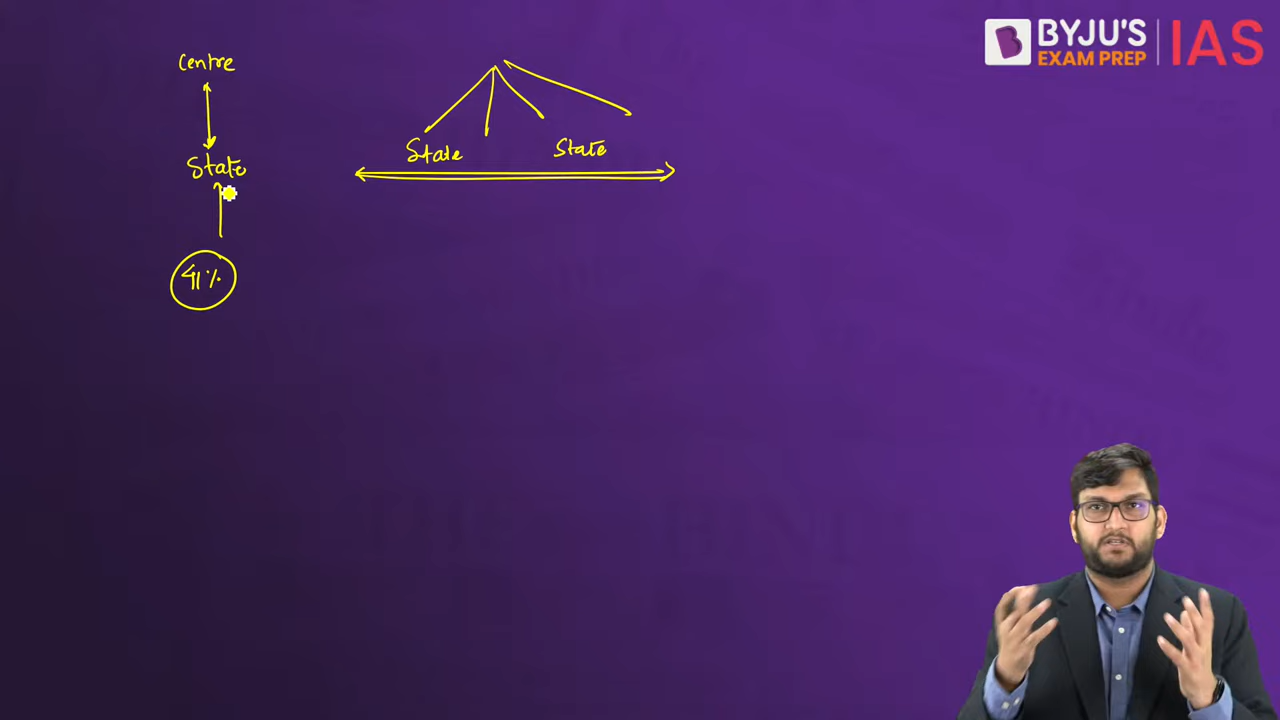 Centre
State
41%
State State
BYJU'S
EXAM PREP
IAS